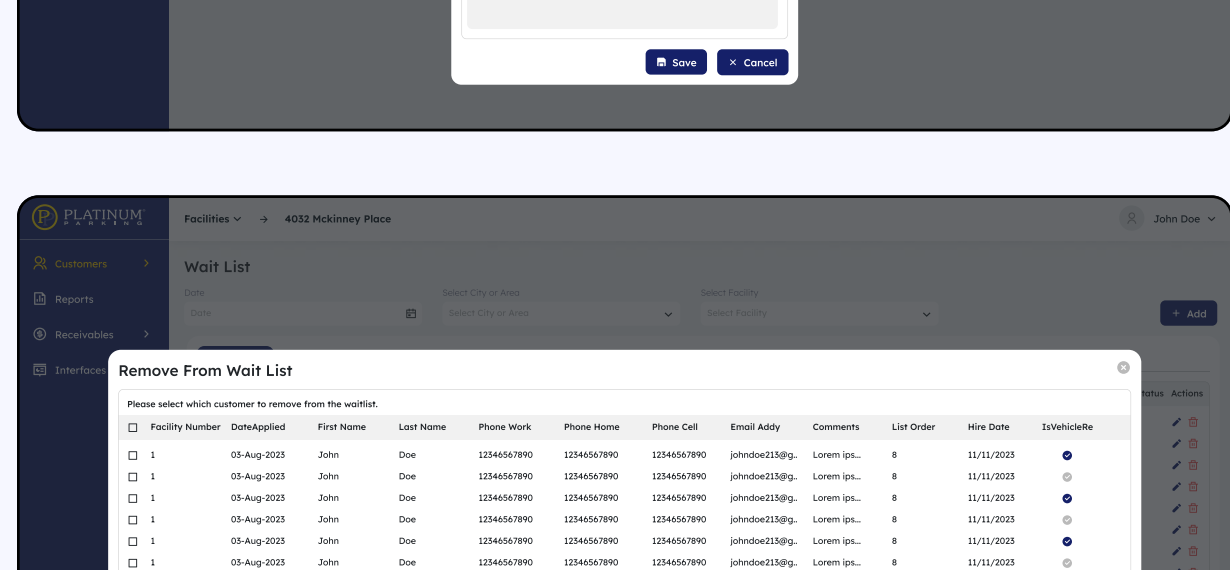 Save
Cancel
PLATINUM
PARKING
Facilities
4032 Mckinney Place
John Doe
Customers
Reports
Receivables
Interfaces
Wait List
Date
Date
Select City or Area
Select City or Area
Select Facility
Select Facility
+ Add
Remove From Wait List
Please select which customer to remove from the waitlist.
Facility Number DateApplied First Name Last Name Phone Work Phone Home Phone Cell Email Addy Comments List Order Hire Date IsVehicleRe
1 03-Aug-2023 John Doe 12346567890 12346567890 12346567890 johndoe213@g.. Lorem ips... 8 11/11/2023
1 03-Aug-2023 John Doe 12346567890 12346567890 12346567890 johndoe213@g.. Lorem ips... 8 11/11/2023
1 03-Aug-2023 John Doe 12346567890 12346567890 12346567890 johndoe213@g.. Lorem ips... 8 11/11/2023
1 03-Aug-2023 John Doe 12346567890 12346567890 12346567890 johndoe213@g.. Lorem ips... 8 11/11/2023
1 03-Aug-2023 John Doe 12346567890 12346567890 12346567890 johndoe213@g.. Lorem ips... 8 11/11/2023
1 03-Aug-2023 John Doe 12346567890 12346567890 12346567890 johndoe213@g.. Lorem ips... 8 11/11/2023
tatus Actions